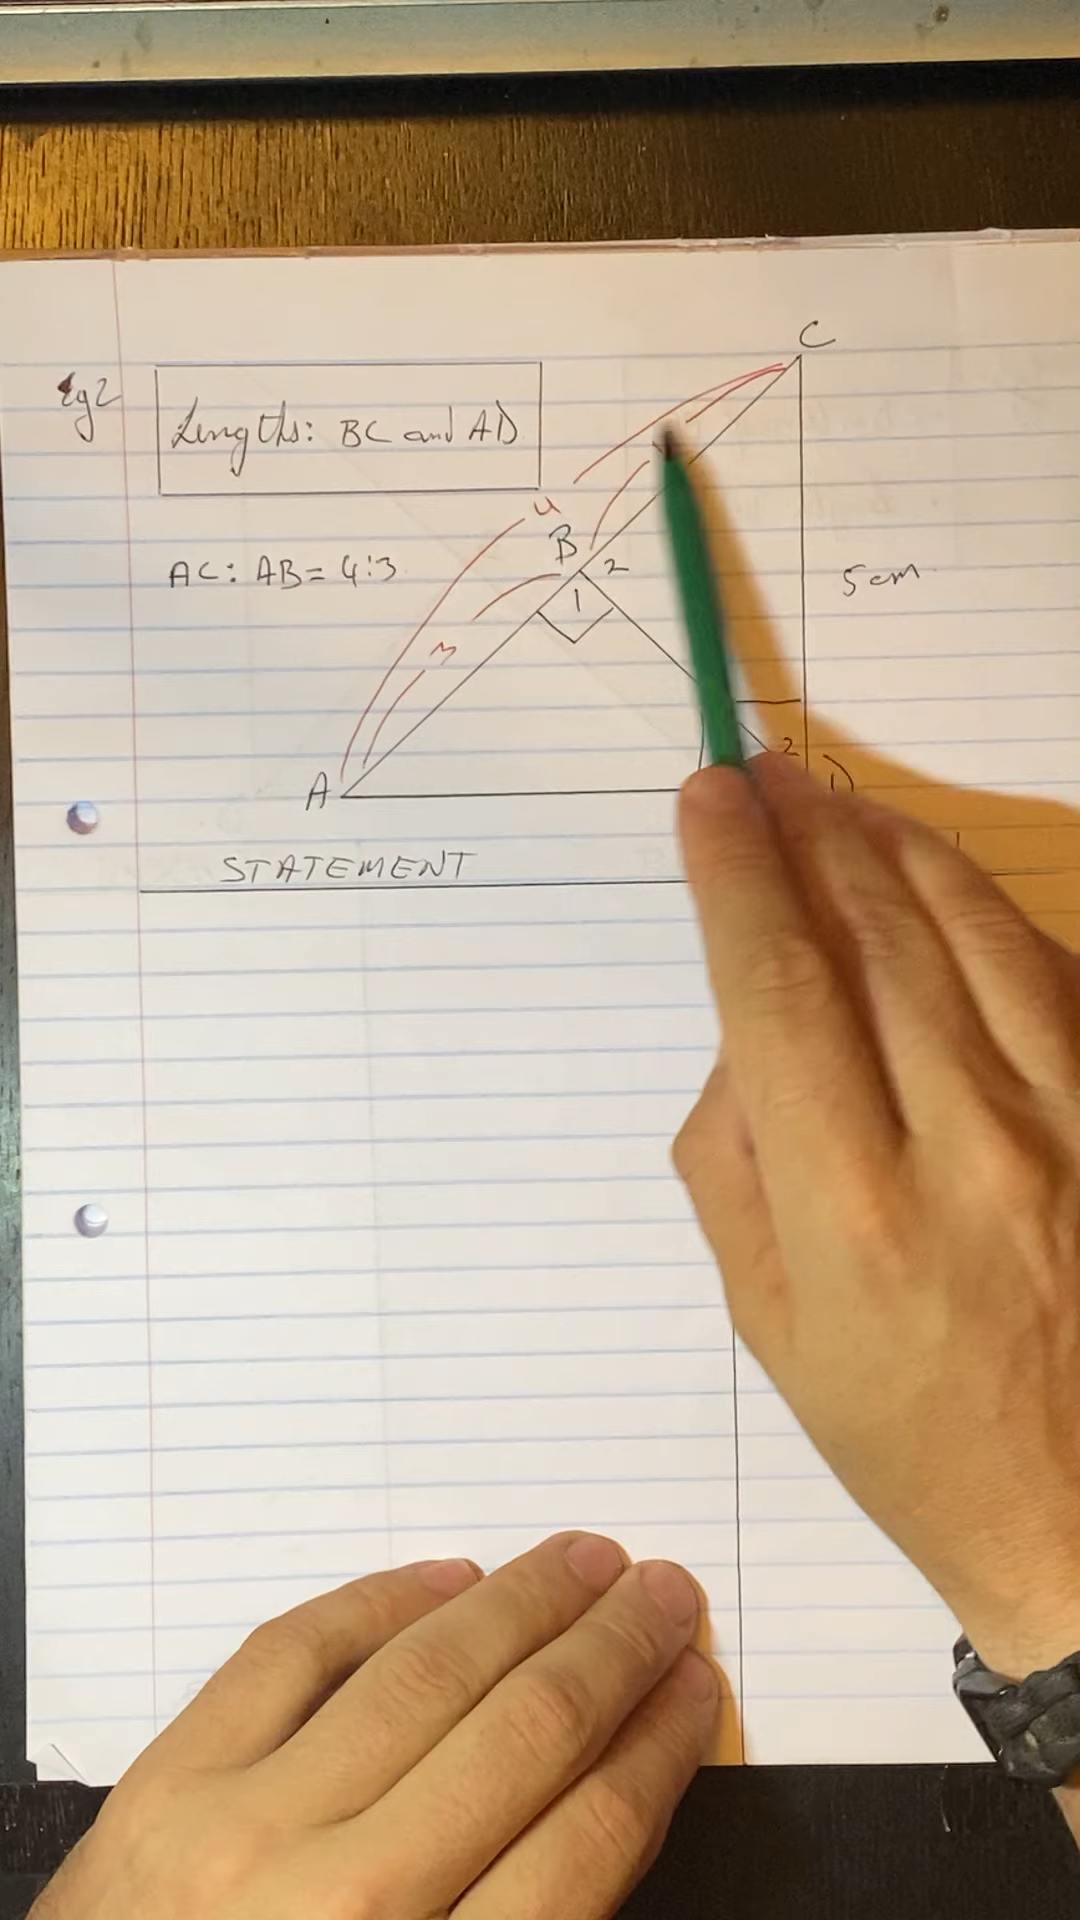 Eg2
Lengths: BC and AD
AC: AB = 4:3
C
4
B
2
1
3
5cm
2
A
D
STATEMENT